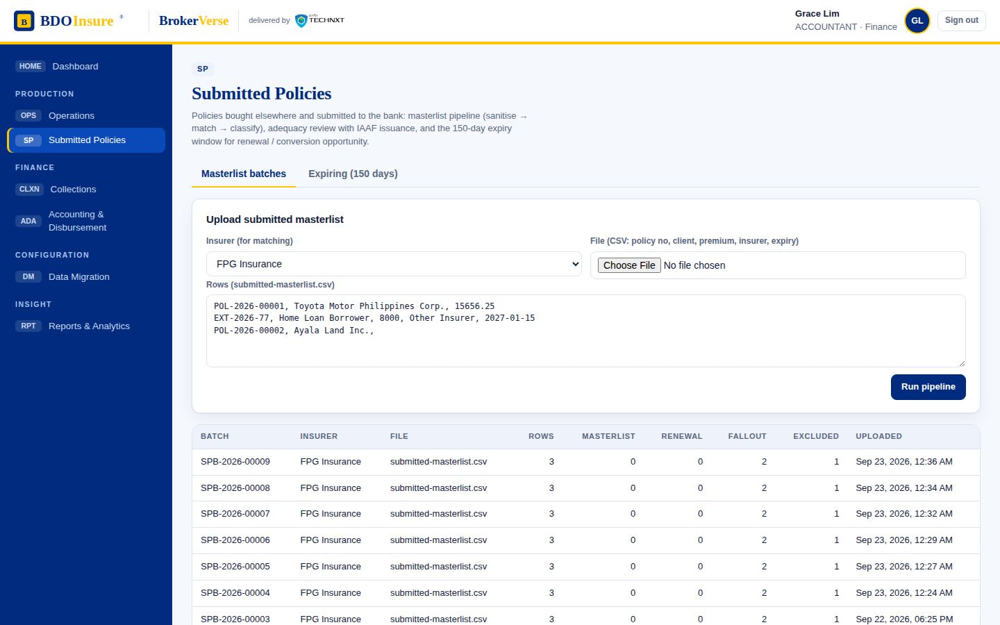 B BDOInsure ®
BrokerVerse
delivered by
TECHNXT
Grace Lim
ACCOUNTANT · Finance
GL
Sign out
HOME Dashboard
PRODUCTION
OPS Operations
SP Submitted Policies
FINANCE
CLXN Collections
ADA Accounting &
Disbursement
CONFIGURATION
DM Data Migration
INSIGHT
RPT Reports & Analytics
SP
Submitted Policies
Policies bought elsewhere and submitted to the bank: masterlist pipeline (sanitise →
match → classify), adequacy review with IAAF issuance, and the 150-day expiry
window for renewal / conversion opportunity.
Masterlist batches Expiring (150 days)
Upload submitted masterlist
Insurer (for matching) File (CSV: policy no, client, premium, insurer, expiry)
FPG Insurance Choose File No file chosen
Rows (submitted-masterlist.csv)
POL-2026-00001, Toyota Motor Philippines Corp., 15656.25
EXT-2026-77, Home Loan Borrower, 8000, Other Insurer, 2027-01-15
POL-2026-00002, Ayala Land Inc.,
Run pipeline
BATCH INSURER FILE ROWS MASTERLIST RENEWAL FALLOUT EXCLUDED UPLOADED
SPB-2026-00009 FPG Insurance submitted-masterlist.csv 3 0 0 2 1 Sep 23, 2026, 12:36 AM
SPB-2026-00008 FPG Insurance submitted-masterlist.csv 3 0 0 2 1 Sep 23, 2026, 12:34 AM
SPB-2026-00007 FPG Insurance submitted-masterlist.csv 3 0 0 2 1 Sep 23, 2026, 12:32 AM
SPB-2026-00006 FPG Insurance submitted-masterlist.csv 3 0 0 2 1 Sep 23, 2026, 12:29 AM
SPB-2026-00005 FPG Insurance submitted-masterlist.csv 3 0 0 2 1 Sep 23, 2026, 12:27 AM
SPB-2026-00004 FPG Insurance submitted-masterlist.csv 3 0 0 2 1 Sep 23, 2026, 12:24 AM
SPB-2026-00003 FPG Insurance submitted-masterlist.csv 3 0 0 2 1 Sep 22, 2026, 06:25 PM